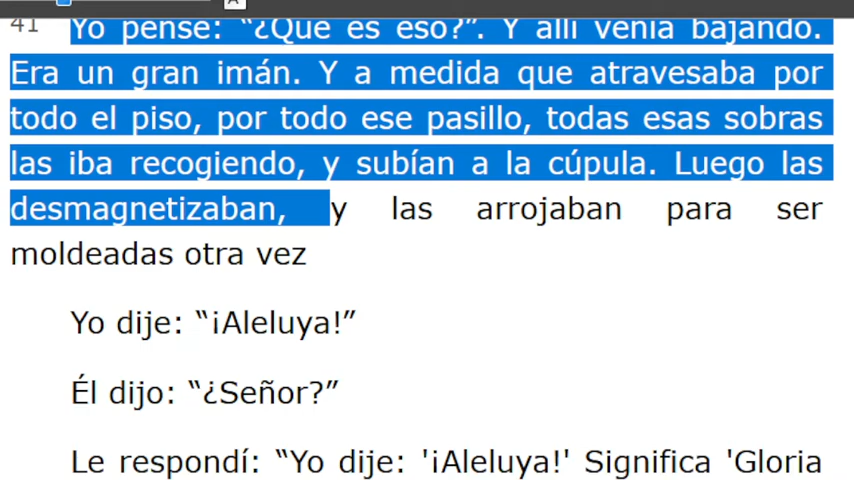 41 Yo pensé: “¿Qué es eso?”. Y allí venía bajando.
Era un gran imán. Y a medida que atravesaba por
todo el piso, por todo ese pasillo, todas esas sobras
las iba recogiendo, y subían a la cúpula. Luego las
desmagnetizaban, y las arrojaban para ser
moldeadas otra vez
Yo dije: “¡Aleluya!”
Él dijo: “¿Señor?”
Le respondí: “Yo dije: '¡Aleluya!' Significa 'Gloria